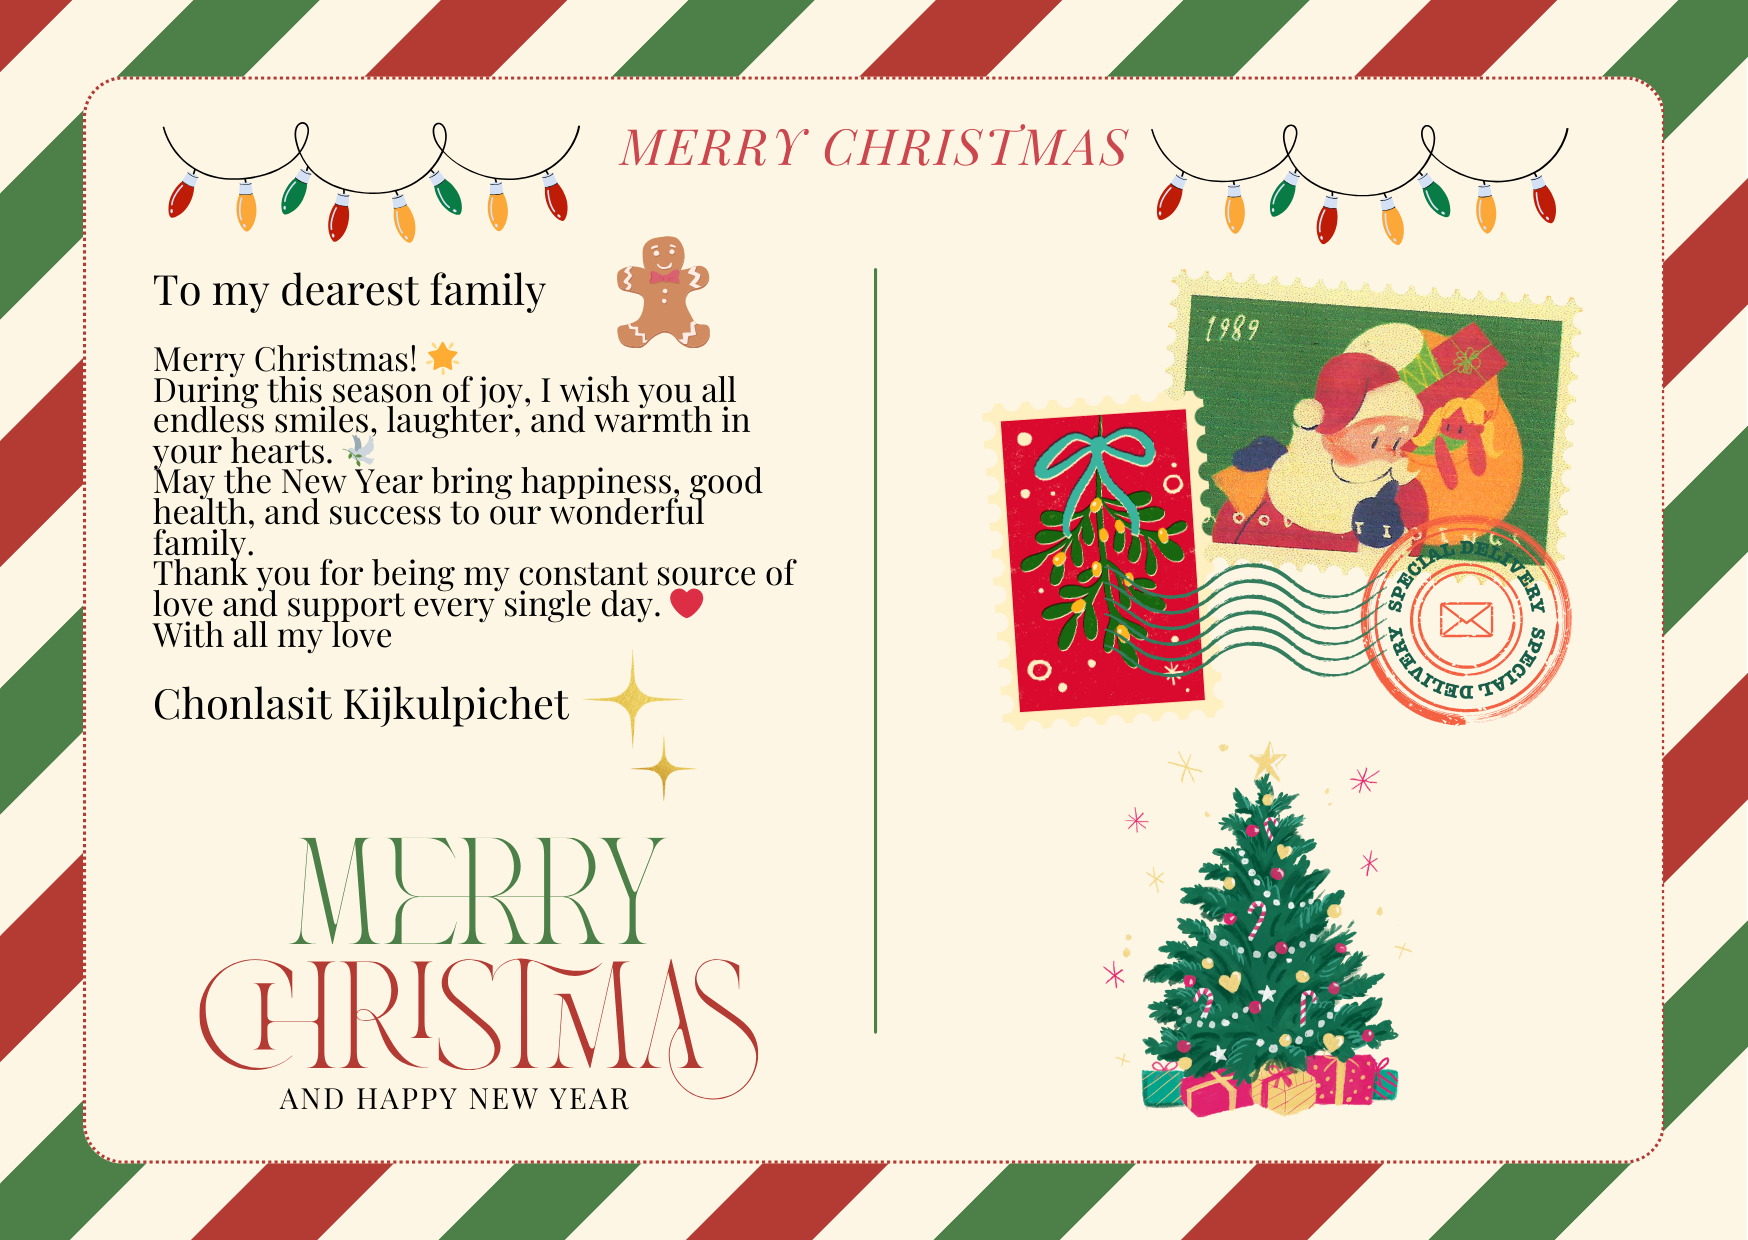 MERRY CHRISTMAS
To my dearest family
Merry Christmas! 🌟
During this season of joy, I wish you all
endless smiles, laughter, and warmth in
your hearts. 🕊️
May the New Year bring happiness, good
health, and success to our wonderful
family.
Thank you for being my constant source of
love and support every single day. ❤️
With all my love
Chonlasit Kijkulpichet
MERRY
CHRISTMAS
AND HAPPY NEW YEAR
1989
SPECIAL DELIVERY
SPECIAL DELIVERY